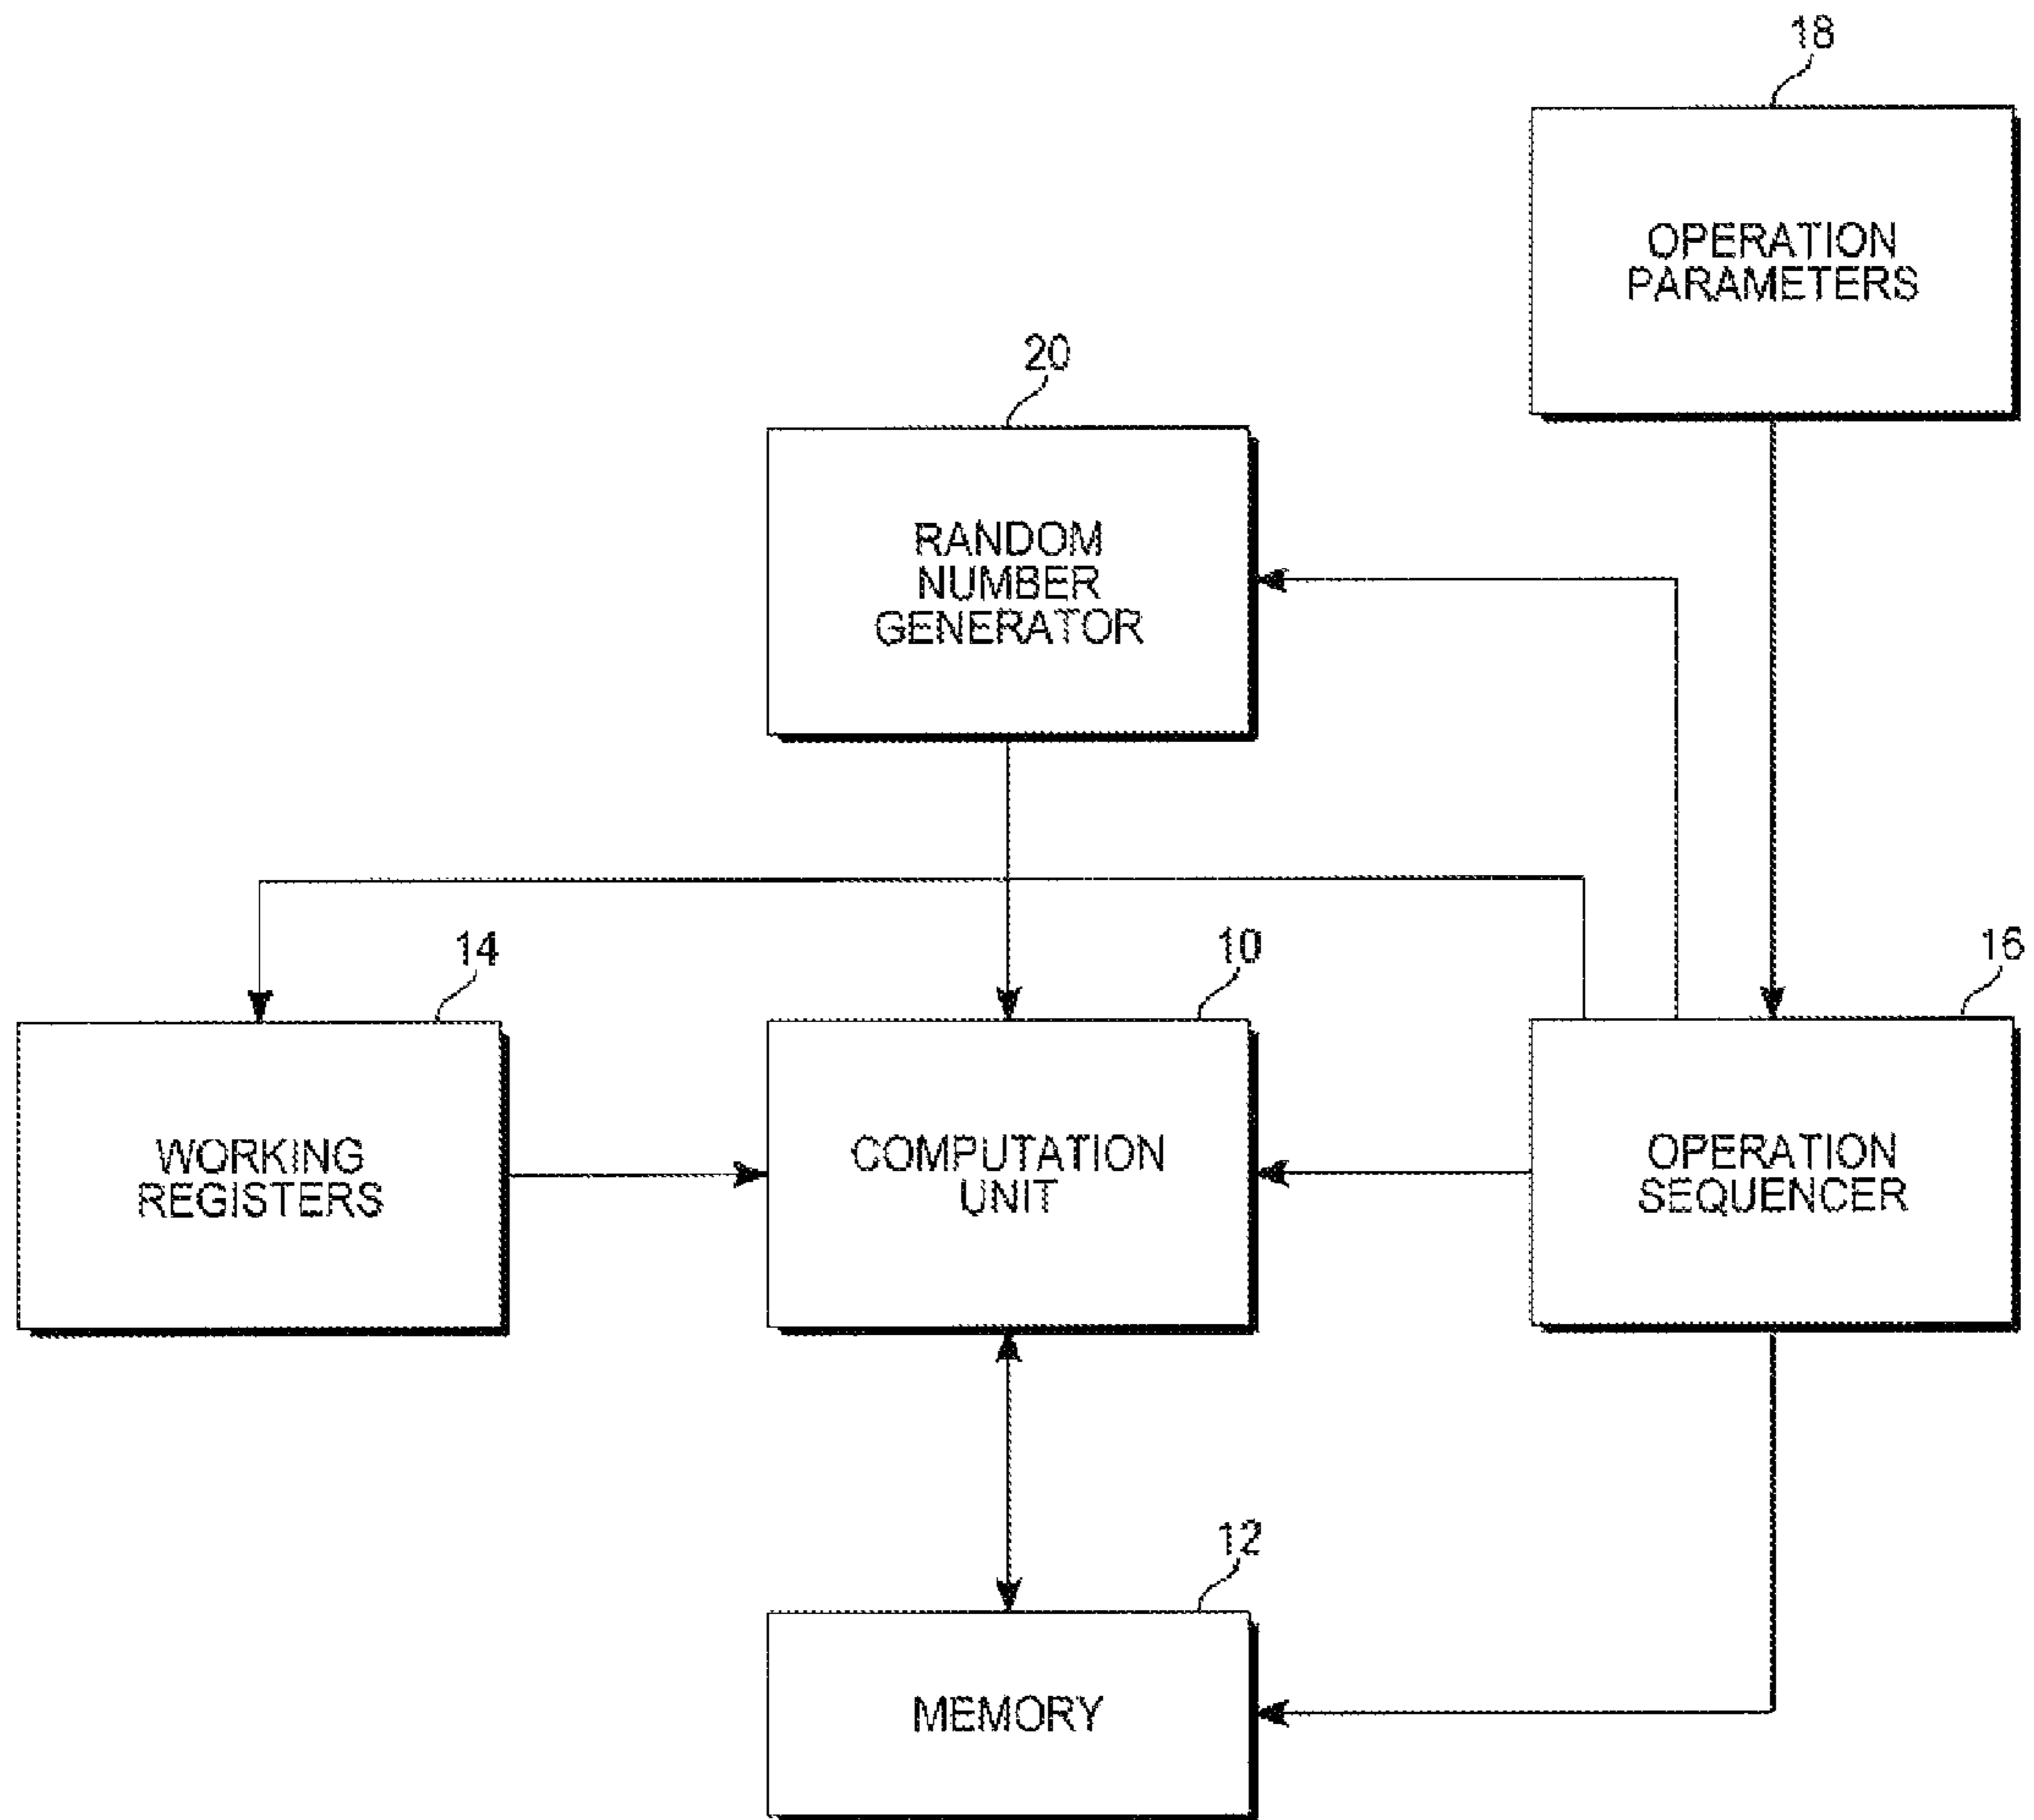 18
OPERATION
PARAMETERS
20
RANDOM
NUMBER
GENERATOR
14
10
16
WORKING
REGISTERS
COMPUTATION
UNIT
OPERATION
SEQUENCER
12
MEMORY